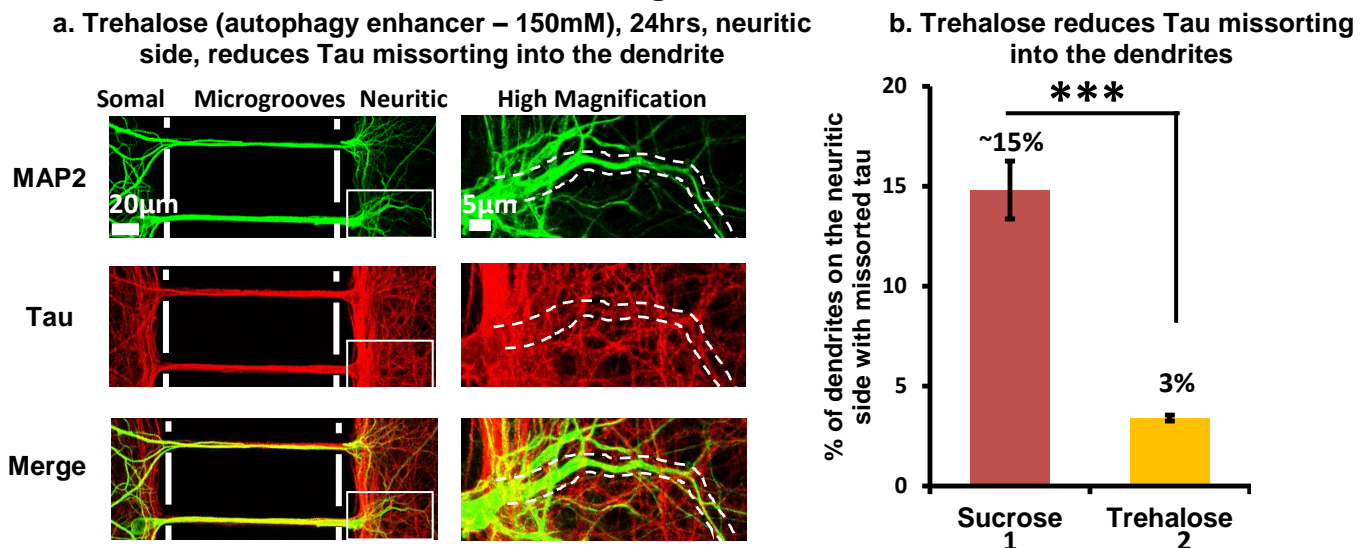 a. Trehalose (autophagy enhancer – 150mM), 24hrs, neuritic
side, reduces Tau missorting into the dendrite
Somal Microgrooves Neuritic High Magnification
MAP2
20µm
5µm
Tau
Merge
b. Trehalose reduces Tau missorting
into the dendrites
% of dendrites on the neuritic
side with missorted tau
20
15
10
5
0
***
~15%
3%
Sucrose Trehalose
1 2